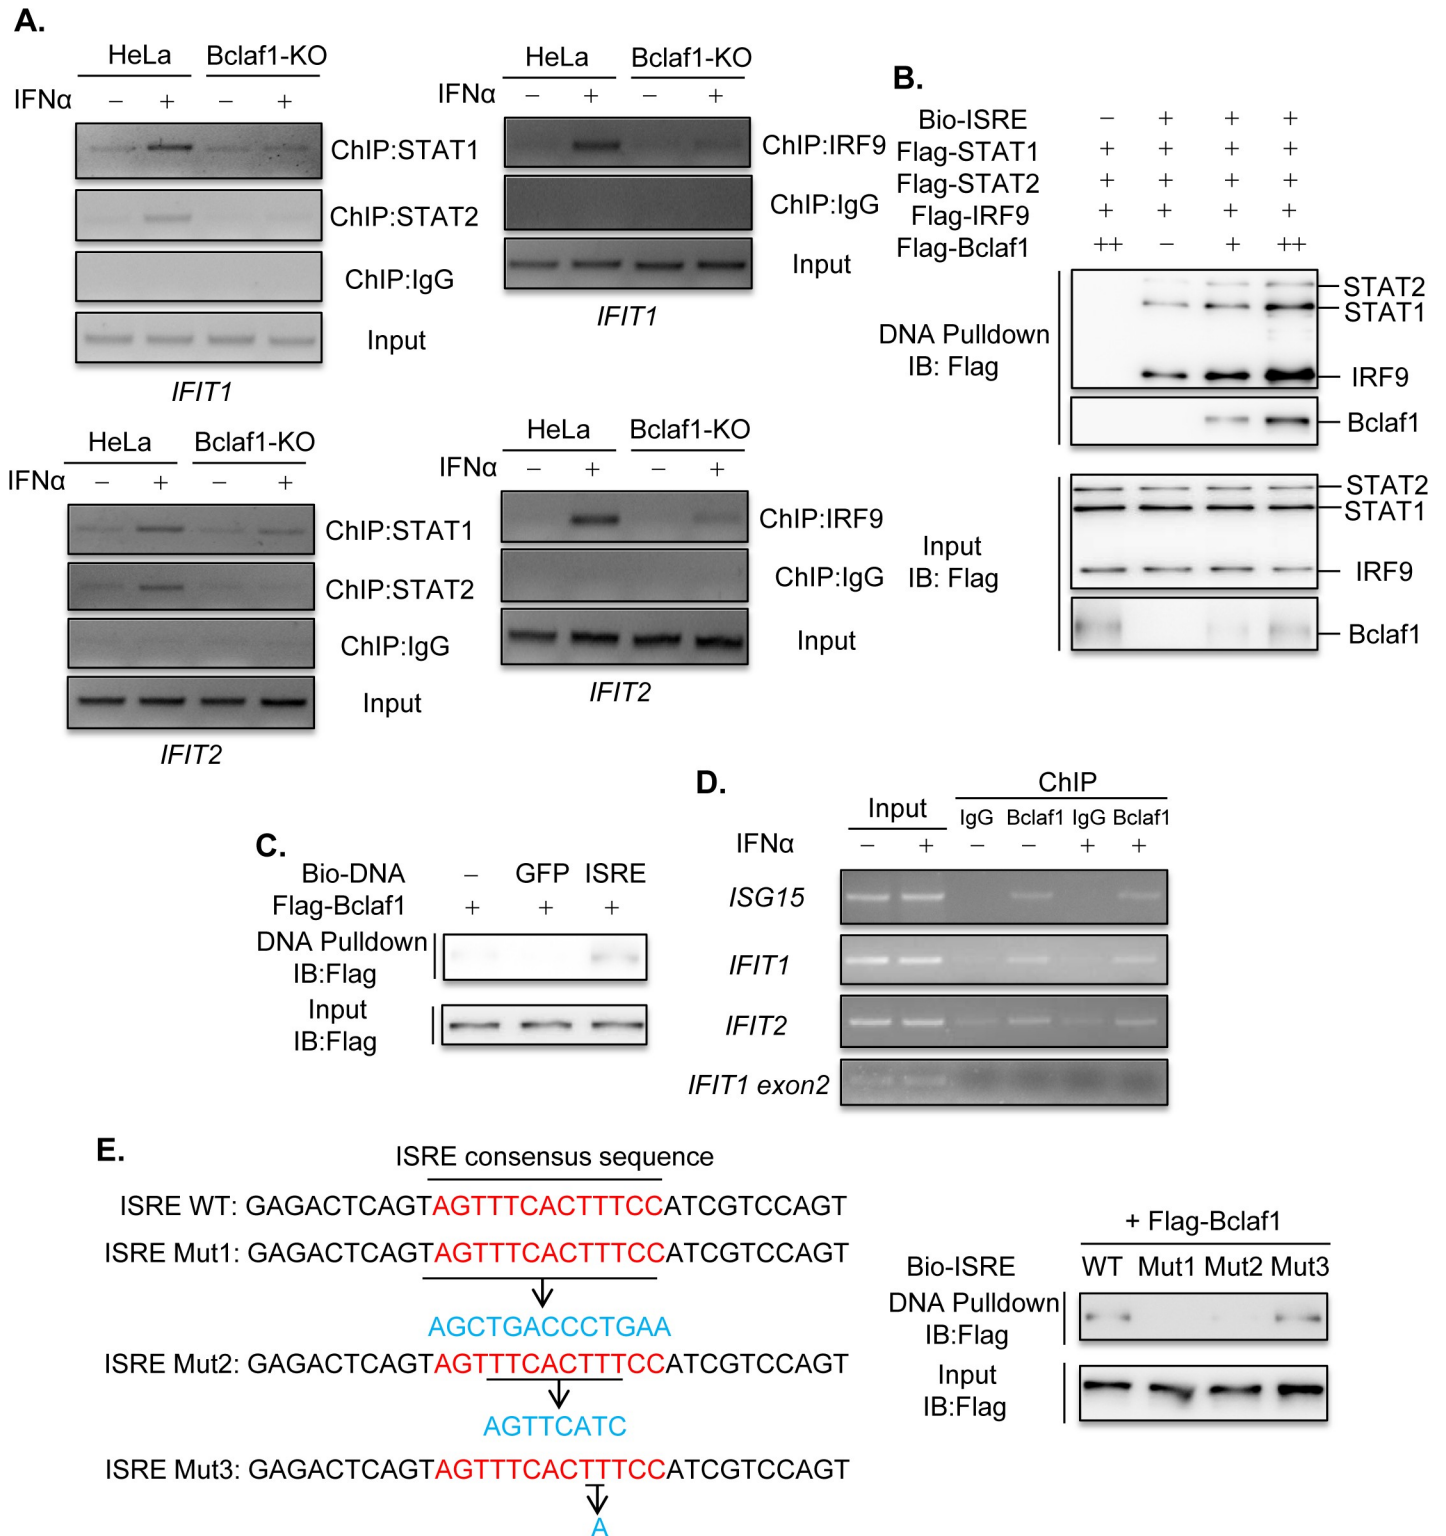 A.
HeLa Bclaf1-KO
IFNα − + − +
ChIP:STAT1
ChIP:STAT2
ChIP:IgG
Input
IFIT1
HeLa Bclaf1-KO
IFNα − + − +
ChIP:IRF9
ChIP:IgG
Input
IFIT1
HeLa Bclaf1-KO
IFNα − + − +
ChIP:STAT1
ChIP:STAT2
ChIP:IgG
Input
IFIT2
HeLa Bclaf1-KO
IFNα − + − +
ChIP:IRF9
ChIP:IgG
Input
IFIT2
B.
Bio-ISRE − + + +
Flag-STAT1 + + + +
Flag-STAT2 + + + +
Flag-IRF9 + + + +
Flag-Bclaf1 ++ − + ++
DNA Pulldown
IB: Flag
STAT2
STAT1
IRF9
Bclaf1
Input
IB: Flag
STAT2
STAT1
IRF9
Bclaf1
C.
Bio-DNA − GFP ISRE
Flag-Bclaf1 + + +
DNA Pulldown
IB:Flag
Input
IB:Flag
D.
ChIP
Input IgG Bclaf1 IgG Bclaf1
IFNα − + − − + +
ISG15
IFIT1
IFIT2
IFIT1 exon2
E.
ISRE consensus sequence
ISRE WT: GAGACTCAGTAGTTTCACTTTCCATCGTCCAGT
ISRE Mut1: GAGACTCAGTAGTTTCACTTTCCATCGTCCAGT
AGCTGACCCTGAA
ISRE Mut2: GAGACTCAGTAGTTTCACTTTCCATCGTCCAGT
AGTTCATC
ISRE Mut3: GAGACTCAGTAGTTTCACTTTCCATCGTCCAGT
A
+ Flag-Bclaf1
Bio-ISRE WT Mut1 Mut2 Mut3
DNA Pulldown
IB:Flag
Input
IB:Flag